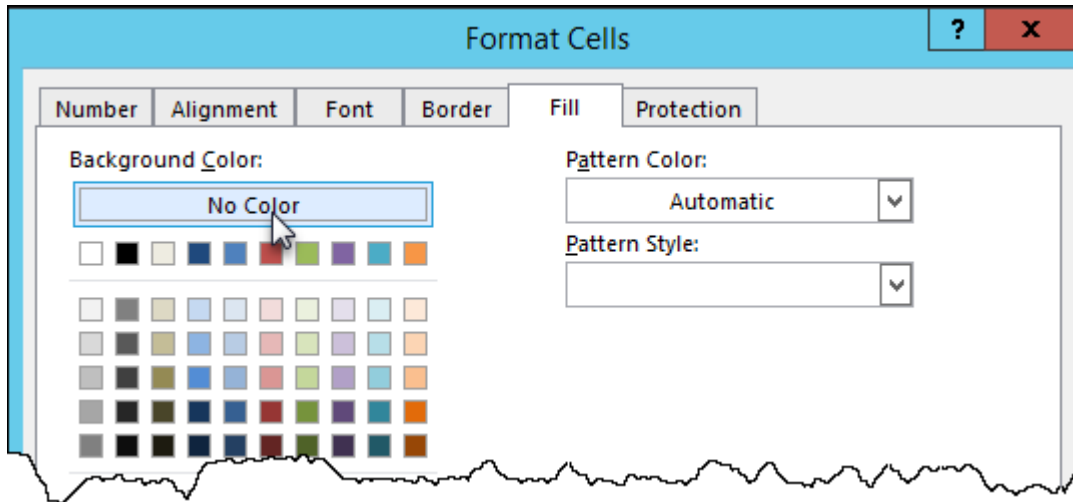 Format Cells
? x
Number Alignment Font Border Fill Protection
Background Color:
No Color
Pattern Color:
Automatic
Pattern Style: